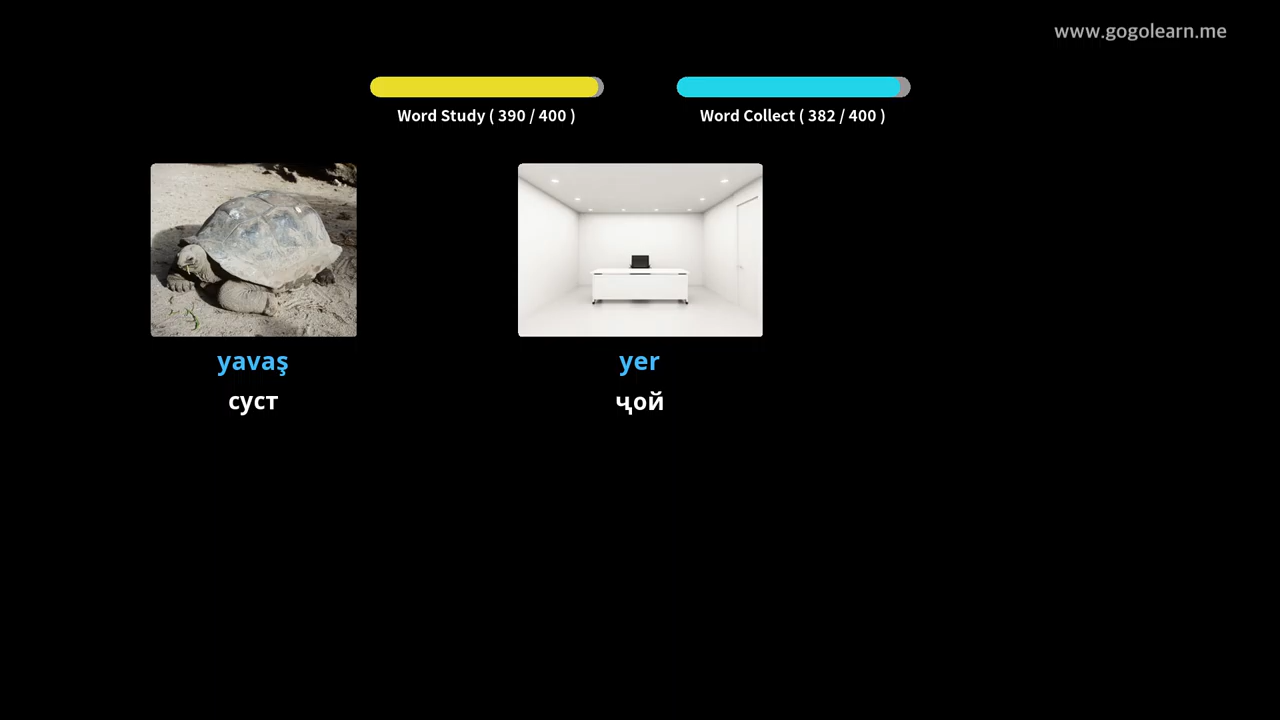 www.gogolearn.me
Word Study ( 390 / 400 )
Word Collect ( 382 / 400 )
yavaş
yer
суст
ҷой